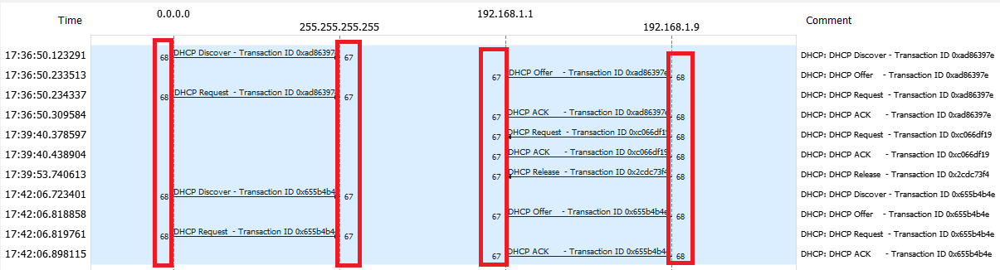 0.0.0.0 192.168.1.1
Time 255.255.255.255 192.168.1.9 Comment
17:36:50.123291 68 DHCP Discover - Transaction ID 0xad86397e 67 DHCP: DHCP Discover - Transaction ID 0xad86397e
17:36:50.233513 67 DHCP Offer - Transaction ID 0xad86397e 68 DHCP: DHCP Offer - Transaction ID 0xad86397e
17:36:50.234337 68 DHCP Request - Transaction ID 0xad86397e 67 DHCP: DHCP Request - Transaction ID 0xad86397e
17:36:50.309584 67 DHCP ACK - Transaction ID 0xad86397e 68 DHCP: DHCP ACK - Transaction ID 0xad86397e
17:39:40.378597 67 DHCP Request - Transaction ID 0xc066df19 68 DHCP: DHCP Request - Transaction ID 0xc066df19
17:39:40.438904 67 DHCP ACK - Transaction ID 0xc066df19 68 DHCP: DHCP ACK - Transaction ID 0xc066df19
17:39:53.740613 67 DHCP Release - Transaction ID 0x2cdc73f4 68 DHCP: DHCP Release - Transaction ID 0x2cdc73f4
17:42:06.723401 68 DHCP Discover - Transaction ID 0x655b4b4e 67 DHCP: DHCP Discover - Transaction ID 0x655b4b4e
17:42:06.818858 67 DHCP Offer - Transaction ID 0x655b4b4e 68 DHCP: DHCP Offer - Transaction ID 0x655b4b4e
17:42:06.819761 68 DHCP Request - Transaction ID 0x655b4b4e 67 DHCP: DHCP Request - Transaction ID 0x655b4b4e
17:42:06.898115 67 DHCP ACK - Transaction ID 0x655b4b4e 68 DHCP: DHCP ACK - Transaction ID 0x655b4b4e